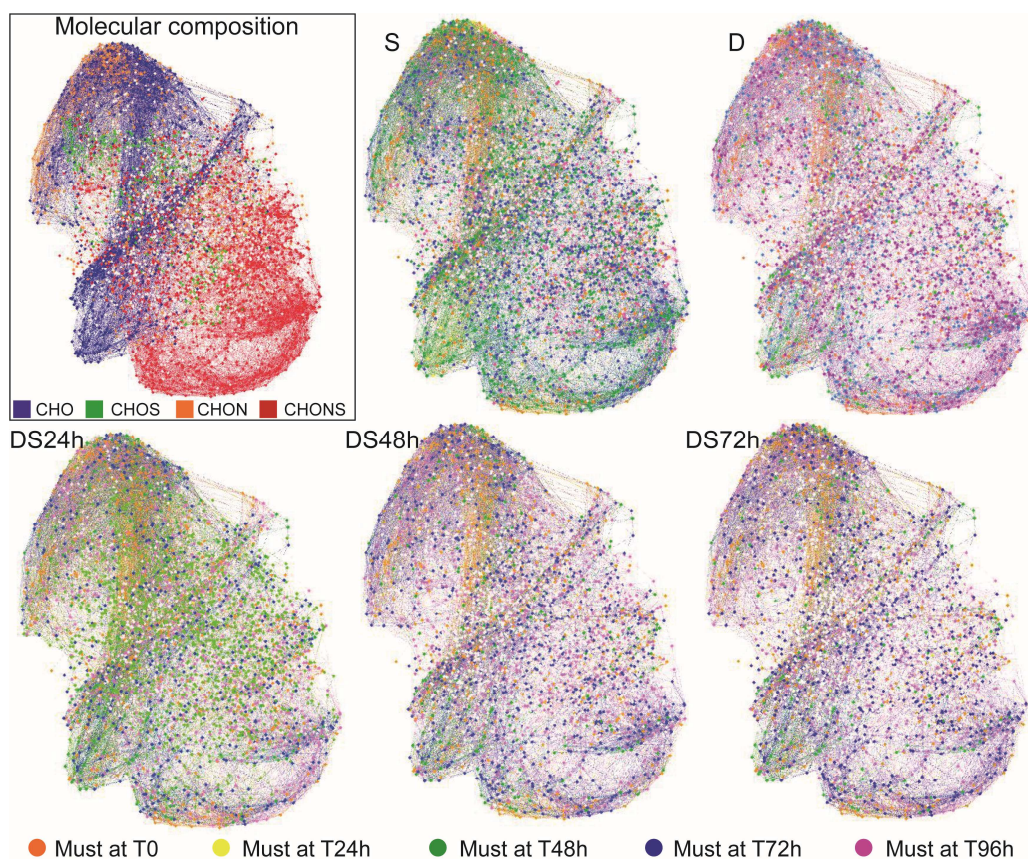 Molecular composition
S
D
CHO CHOS CHON CHONS
DS24h
DS48h
DS72h
Must at T0 Must at T24h Must at T48h Must at T72h Must at T96h